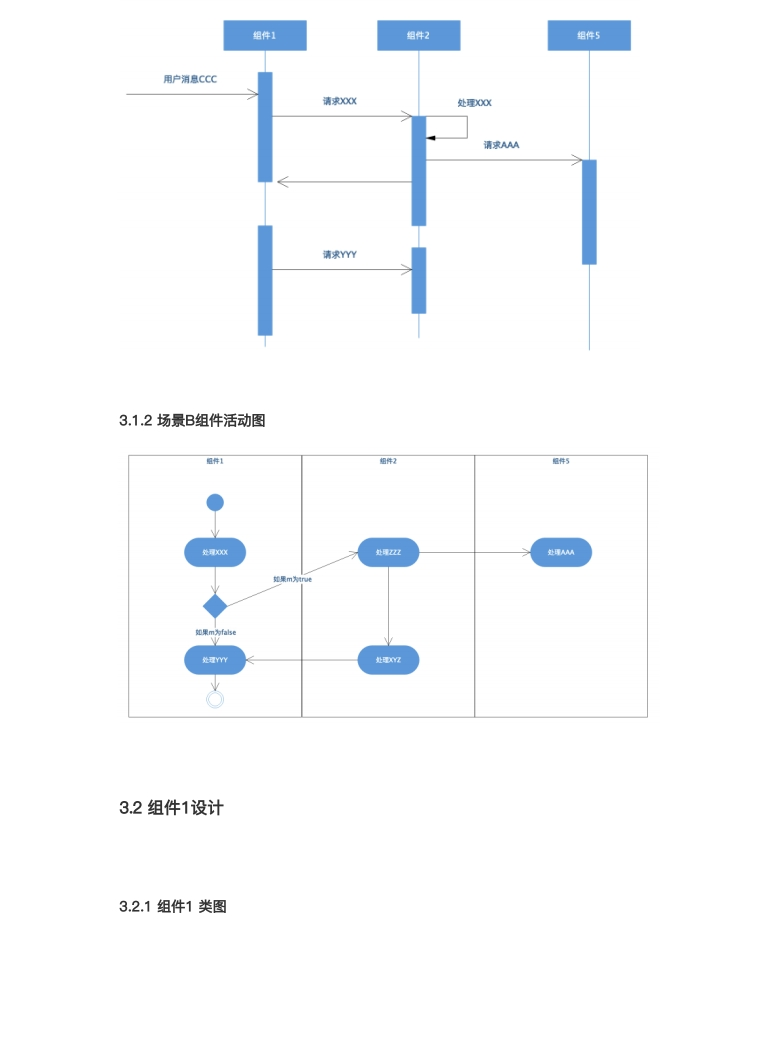 组件1
组件2
组件5
用户消息CCC
请求XXX
处理XXX
请求AAA
请求YYY
3.1.2 场景B组件活动图
组件1
组件2
组件5
处理XXX
处理ZZZ
处理AAA
如果m为true
如果m为false
处理YYY
处理XYZ
3.2 组件1设计
3.2.1 组件1 类图